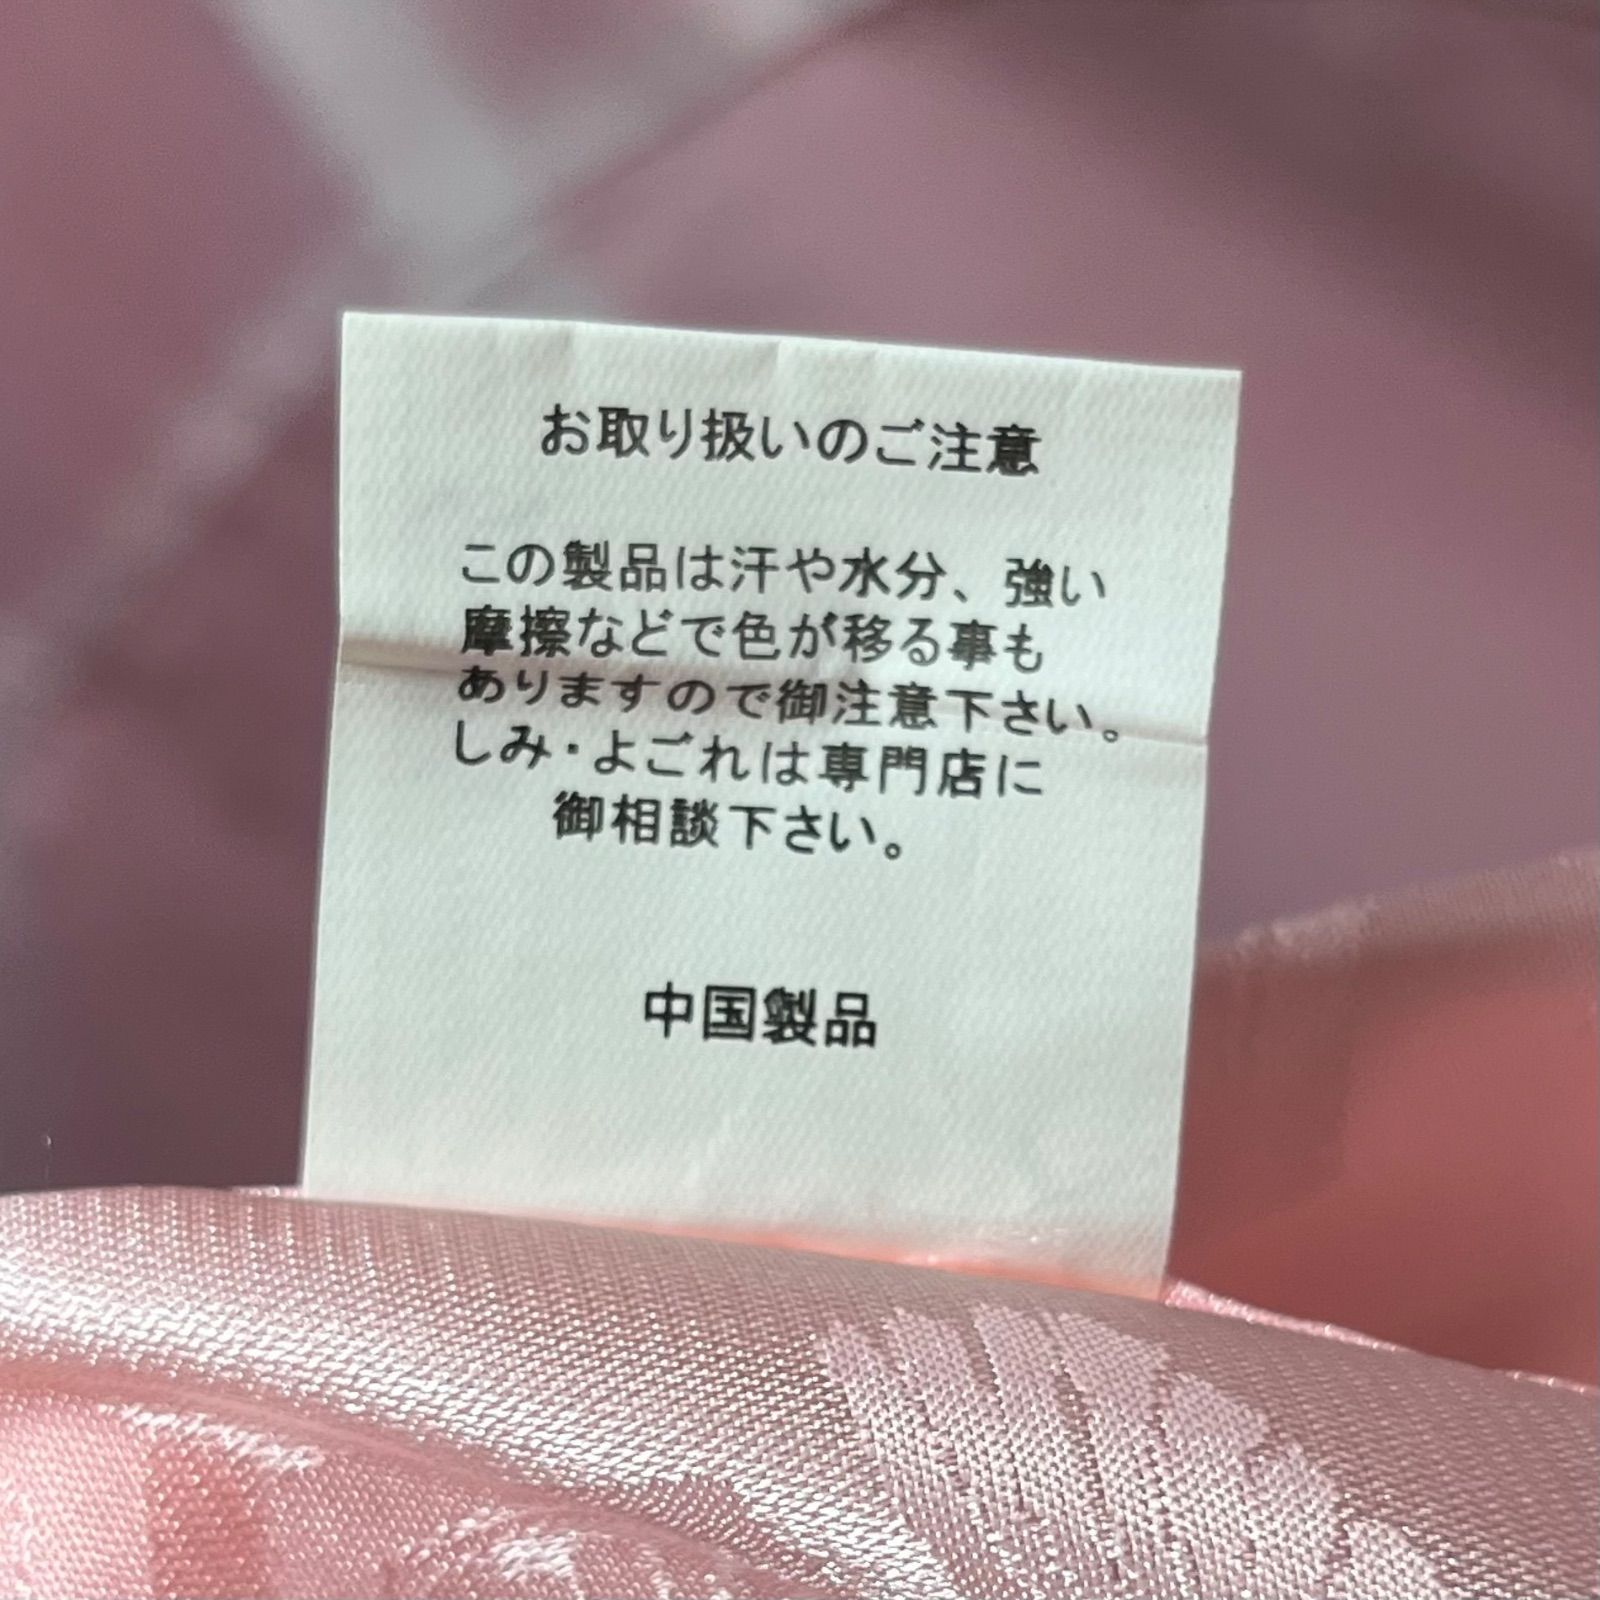 お取り扱いのご注意
この製品は汗や水分、強い
摩擦などで色が移る事も
ありますので御注意下さい。
しみ・よごれは専門店に
御相談下さい。
中国製品